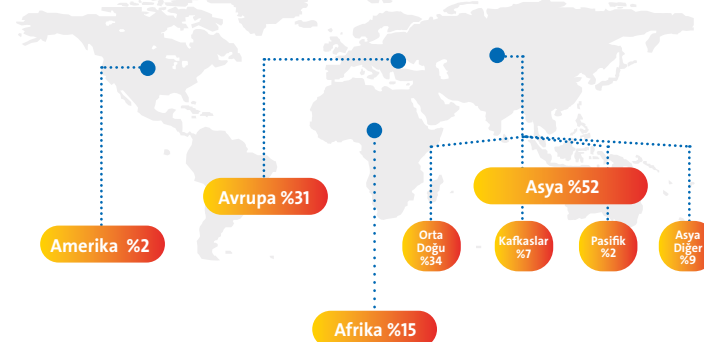 Avrupa %31
Asya %52
Amerika %2
Orta
Doğu
%34
Kafkaslar
%7
Pasifik
%2
Asya
Diğer
%9
Afrika %15